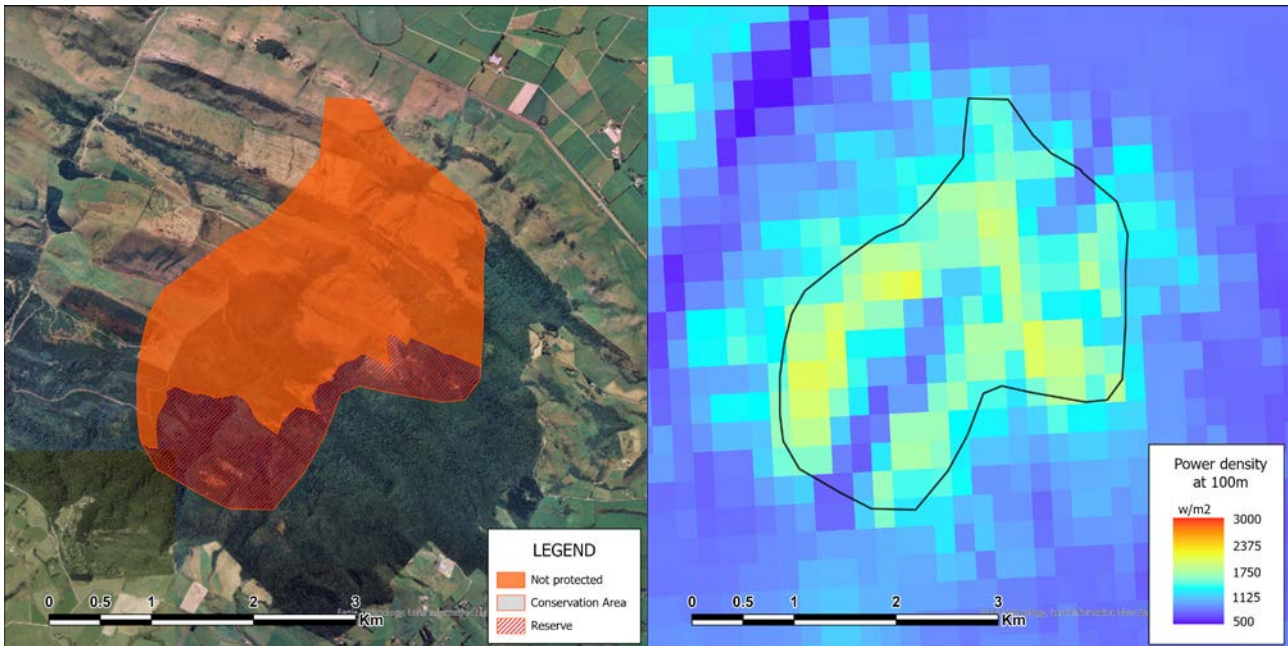 LEGEND
Not protected
Conservation Area
Reserve
0 0.5 1 2 3
Km
Power density
at 100m
w/m2
3000
2375
1750
1125
500
0 0.5 1 2 3
Km